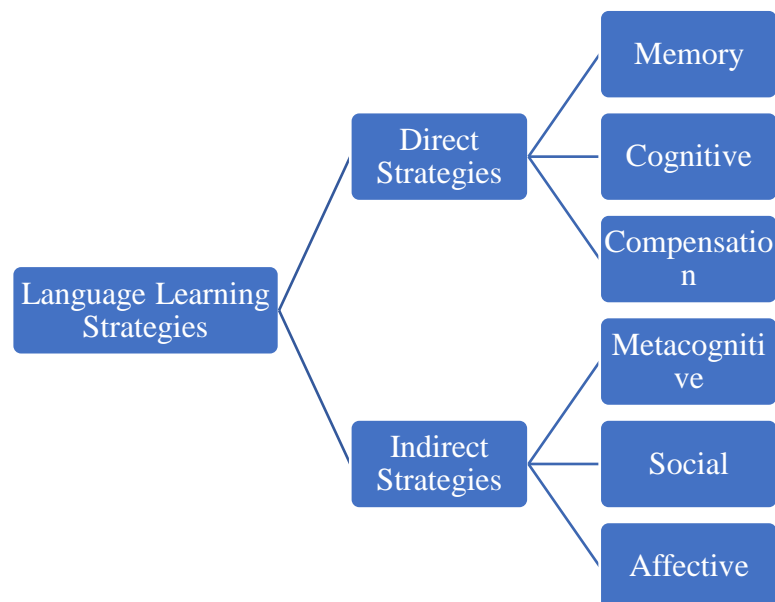 Language Learning
Strategies
Direct
Strategies
Memory
Cognitive
Compensatio
n
Indirect
Strategies
Metacogniti
ve
Social
Affective